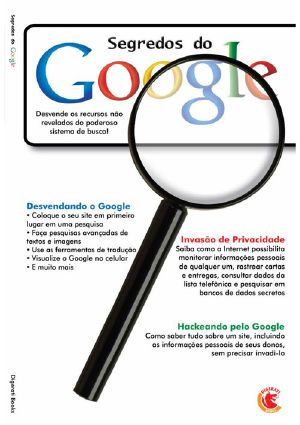 Segredos do Google
Segredos do
Google
Desvende os recursos não
revelados do poderoso
sistema de busca!
Desvendando o Google
• Coloque o seu site em primeiro
lugar em uma pesquisa
• Faça pesquisas avançadas de
textos e imagens
• Use as ferramentas de tradução
• Visualize o Google no celular
• E muito mais
Invasão de Privacidade
Saiba como a Internet possibilita
monitorar informações pessoais
de qualquer um, rastrear cartas
e entregas, consultar dados da
lista telefônica e pesquisar em
bancos de dados secretos
Hackeando pelo Google
Como saber tudo sobre um site, incluindo
as informações pessoais de seus donos,
sem precisar invadi-lo
Digerati Books
DIGERATI